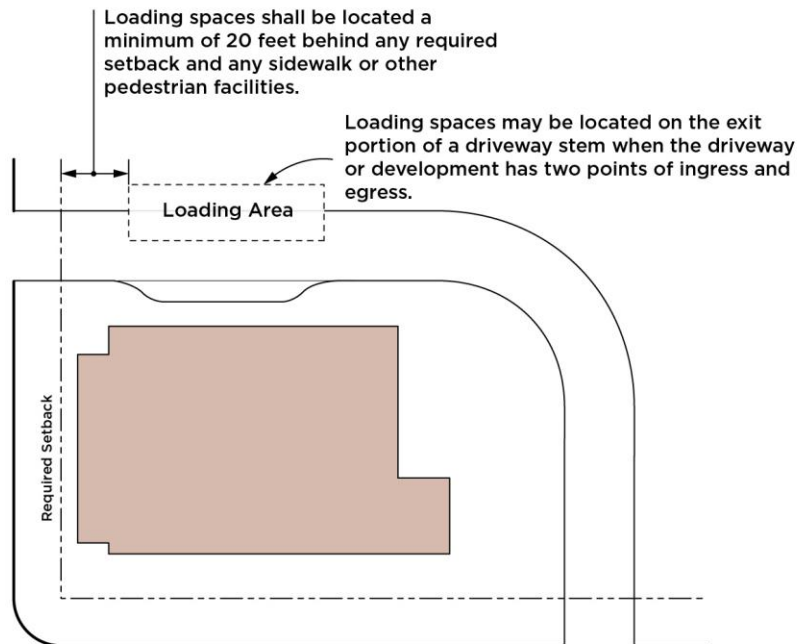 Loading spaces shall be located a
minimum of 20 feet behind any required
setback and any sidewalk or other
pedestrian facilities.
Loading spaces may be located on the exit
portion of a driveway stem when the driveway
or development has two points of ingress and
egress.
Loading Area
Required Setback